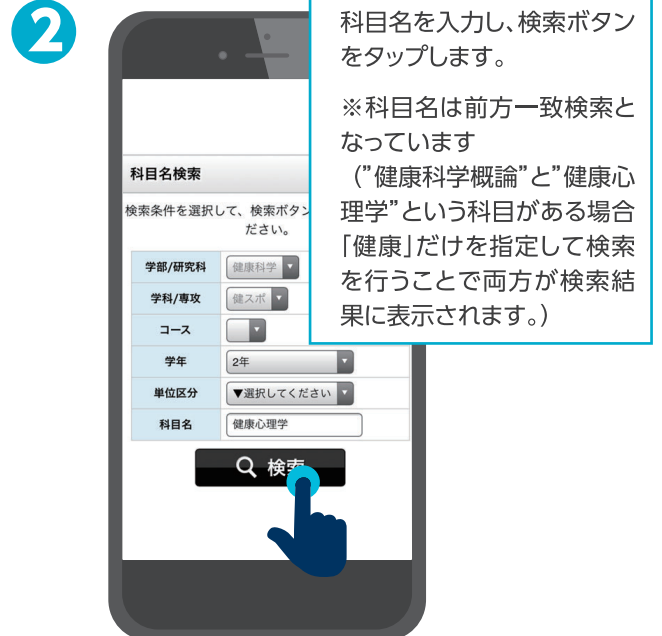 2
科目名を入力し、検索ボタン
をタップします。
※科目名は前方一致検索と
なっています
（”健康科学概論”と”健康心
理学”という科目がある場合
「健康」だけを指定して検索
を行うことで両方が検索結
果に表示されます。）
科目名検索
検索条件を選択して、検索ボタン
ださい。
学部/研究科 健康科学
学科/専攻 健スポ
コース
学年 2年
単位区分 ▼選択してください
科目名 健康心理学
検索